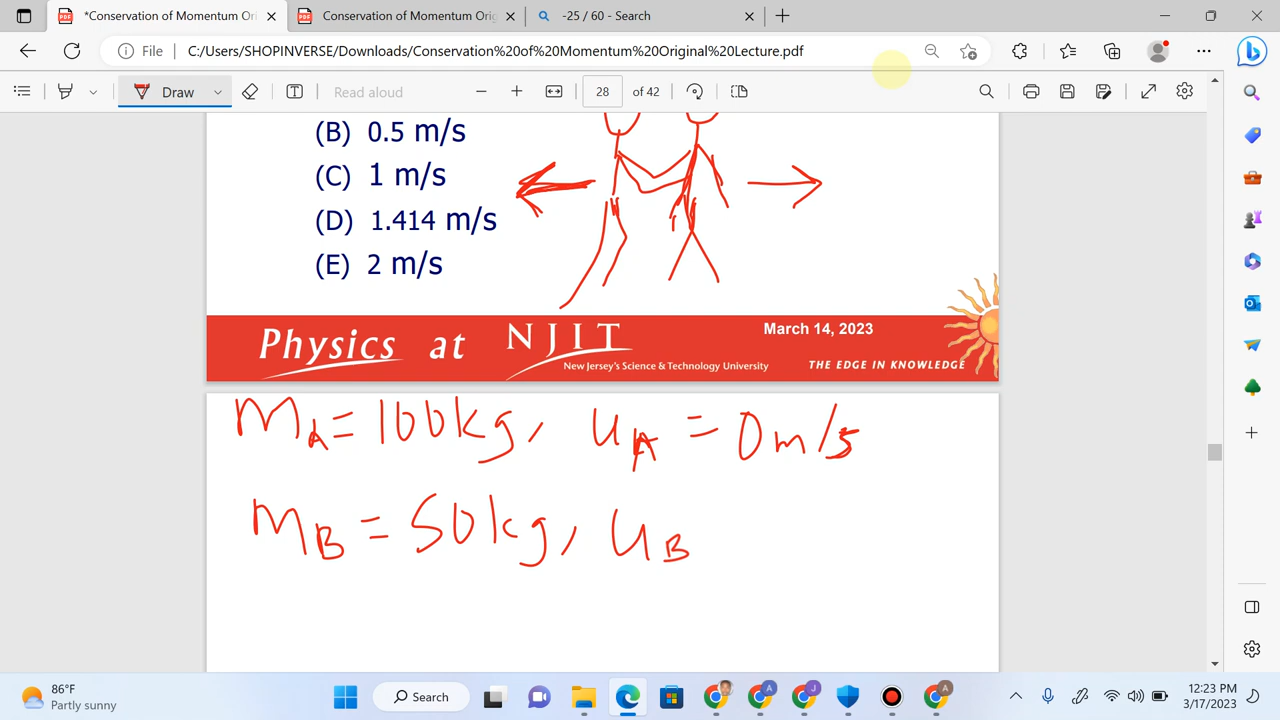 *Conservation of Momentum Ori
Conservation of Momentum Orig
-25 / 60 - Search
File
C:/Users/SHOPINVERSE/Downloads/Conservation%20of%20Momentum%20Original%20Lecture.pdf
Draw
Read aloud
28
of 42
(B) 0.5 m/s
(C) 1 m/s
(D) 1.414 m/s
(E) 2 m/s
Physics at
NJIT
New Jersey's Science & Technology University
March 14, 2023
THE EDGE IN KNOWLEDGE
mA = 100kg, uA = 0m/s
mB = 50kg, uB
86°F
Partly sunny
Search
12:23 PM
3/17/2023